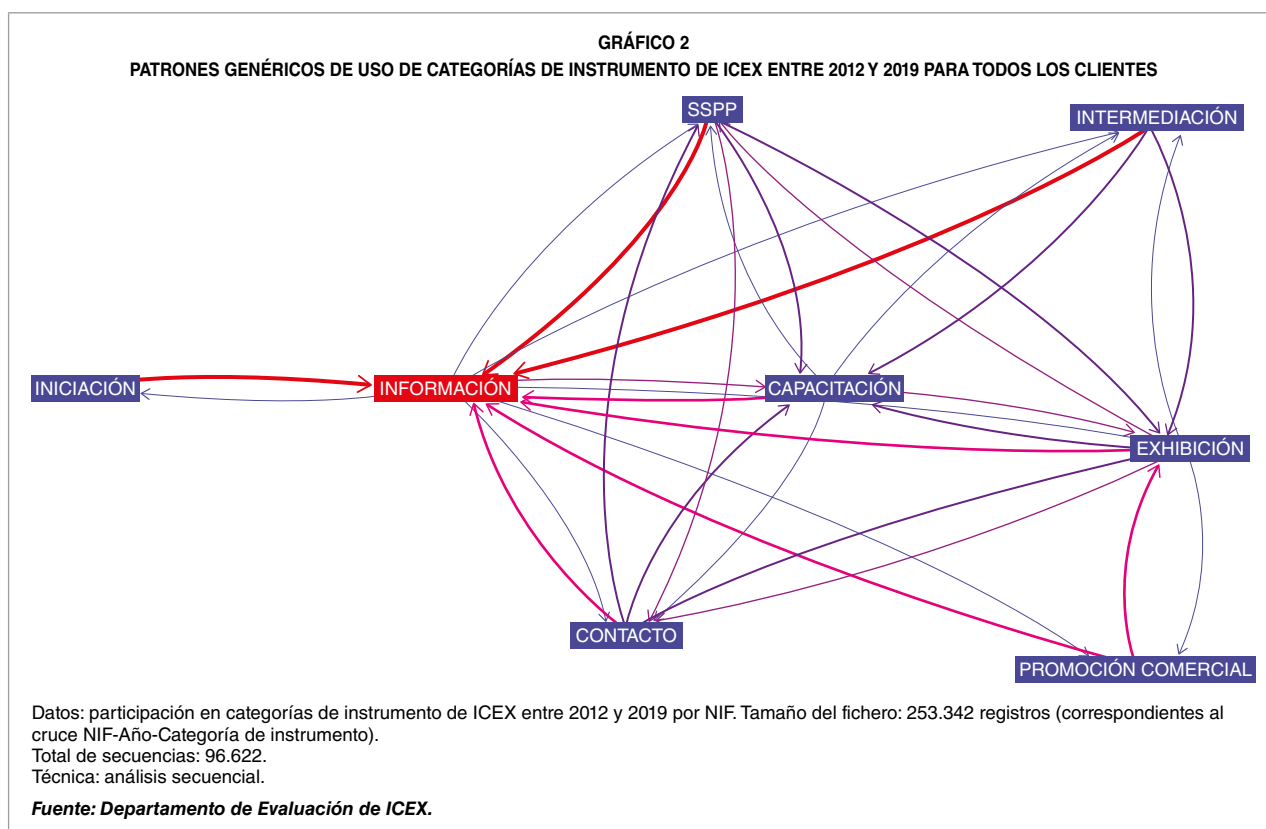 GRÁFICO 2
PATRONES GENÉRICOS DE USO DE CATEGORÍAS DE INSTRUMENTO DE ICEX ENTRE 2012 Y 2019 PARA TODOS LOS CLIENTES
SSPP
INTERMEDIACIÓN
INICIACIÓN
INFORMACIÓN
CAPACITACIÓN
EXHIBICIÓN
CONTACTO
PROMOCIÓN COMERCIAL
Datos: participación en categorías de instrumento de ICEX entre 2012 y 2019 por NIF. Tamaño del fichero: 253.342 registros (correspondientes al
cruce NIF-Año-Categoría de instrumento).
Total de secuencias: 96.622.
Técnica: análisis secuencial.
Fuente: Departamento de Evaluación de ICEX.